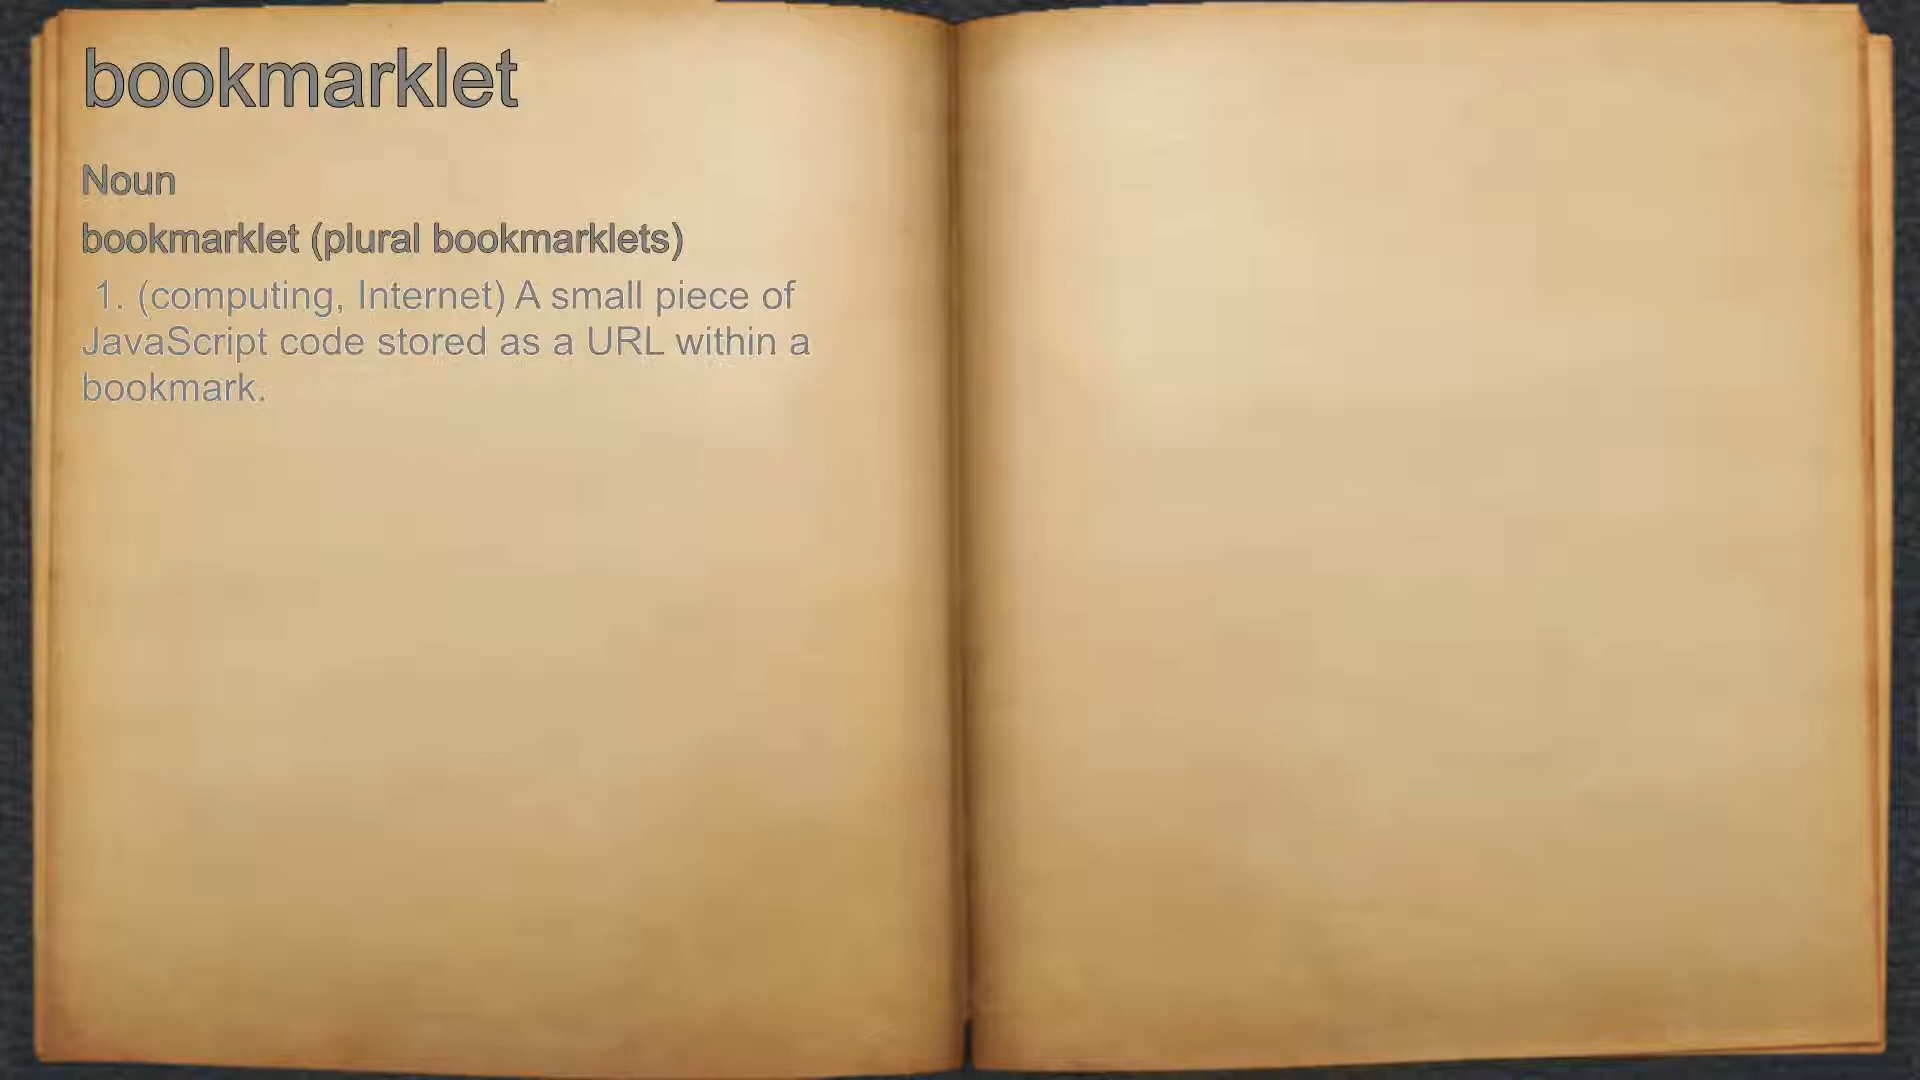 bookmarklet
Noun
bookmarklet (plural bookmarklets)
1. (computing, Internet) A small piece of
JavaScript code stored as a URL within a
bookmark.